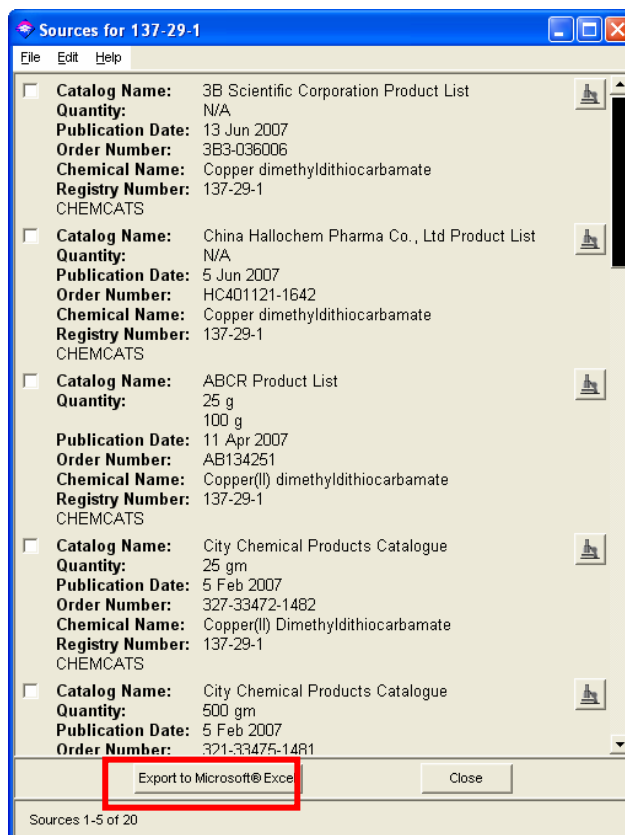 Sources for 137-29-1
File Edit Help
Catalog Name: 3B Scientific Corporation Product List
Quantity: N/A
Publication Date: 13 Jun 2007
Order Number: 3B3-036006
Chemical Name: Copper dimethyldithiocarbamate
Registry Number: 137-29-1
CHEMCATS
Catalog Name: China Hallochem Pharma Co., Ltd Product List
Quantity: N/A
Publication Date: 5 Jun 2007
Order Number: HC401121-1642
Chemical Name: Copper dimethyldithiocarbamate
Registry Number: 137-29-1
CHEMCATS
Catalog Name: ABCR Product List
Quantity: 25 g
100 g
Publication Date: 11 Apr 2007
Order Number: AB134251
Chemical Name: Copper(II) dimethyldithiocarbamate
Registry Number: 137-29-1
CHEMCATS
Catalog Name: City Chemical Products Catalogue
Quantity: 25 gm
Publication Date: 5 Feb 2007
Order Number: 327-33472-1482
Chemical Name: Copper(II) Dimethyldithiocarbamate
Registry Number: 137-29-1
CHEMCATS
Catalog Name: City Chemical Products Catalogue
Quantity: 500 gm
Publication Date: 5 Feb 2007
Order Number: 321-33475-1481
Export to Microsoft® Excel Close
Sources 1-5 of 20